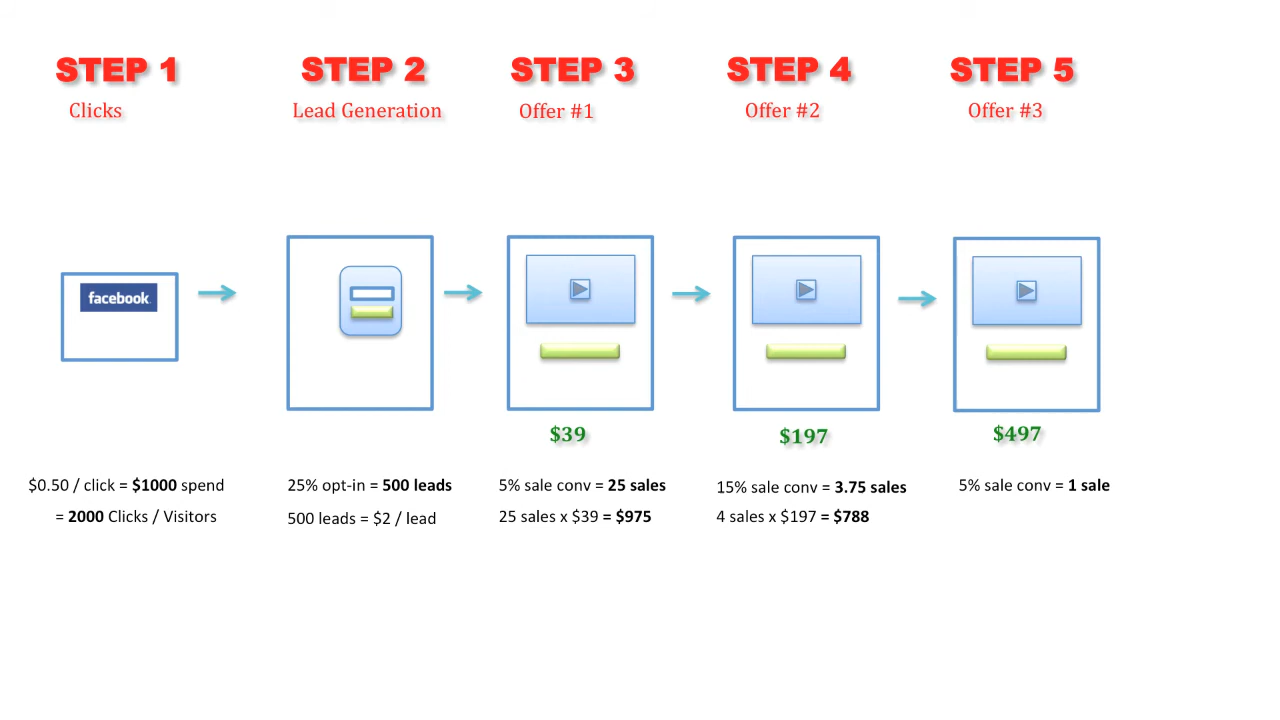 STEP 1
Clicks
STEP 2
Lead Generation
STEP 3
Offer #1
STEP 4
Offer #2
STEP 5
Offer #3
facebook
$39
$197
$497
$0.50 / click = $1000 spend
= 2000 Clicks / Visitors
25% opt-in = 500 leads
500 leads = $2 / lead
5% sale conv = 25 sales
25 sales x $39 = $975
15% sale conv = 3.75 sales
4 sales x $197 = $788
5% sale conv = 1 sale